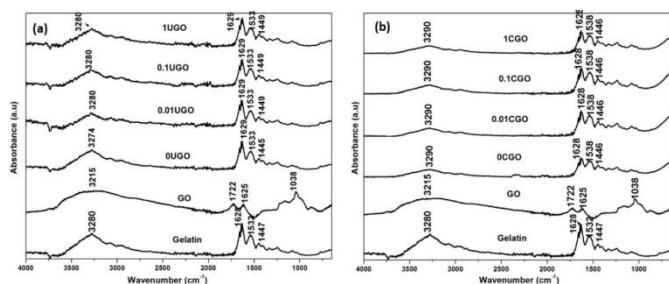 (a)
3280
1UGO
1629
1533
1449
3280
0.1UGO
1629
1533
1449
3280
0.01UGO
1629
1533
1449
3274
0UGO
1629
1533
1445
3215
GO
1722
1625
1038
3280
Gelatin
1628
1532
1447
Absorbance (a.u)
4000 3500 3000 2500 2000 1500 1000
Wavenumber (cm-1)
(b)
3290
1CGO
1628
1538
1446
3290
0.1CGO
1628
1538
1446
3290
0.01CGO
1628
1538
1446
3290
0CGO
1628
1538
1446
3215
GO
1722
1625
1038
3280
Gelatin
1628
1532
1447
Absorbance (a.u)
4000 3500 3000 2500 2000 1500 1000
Wavenumber (cm-1)